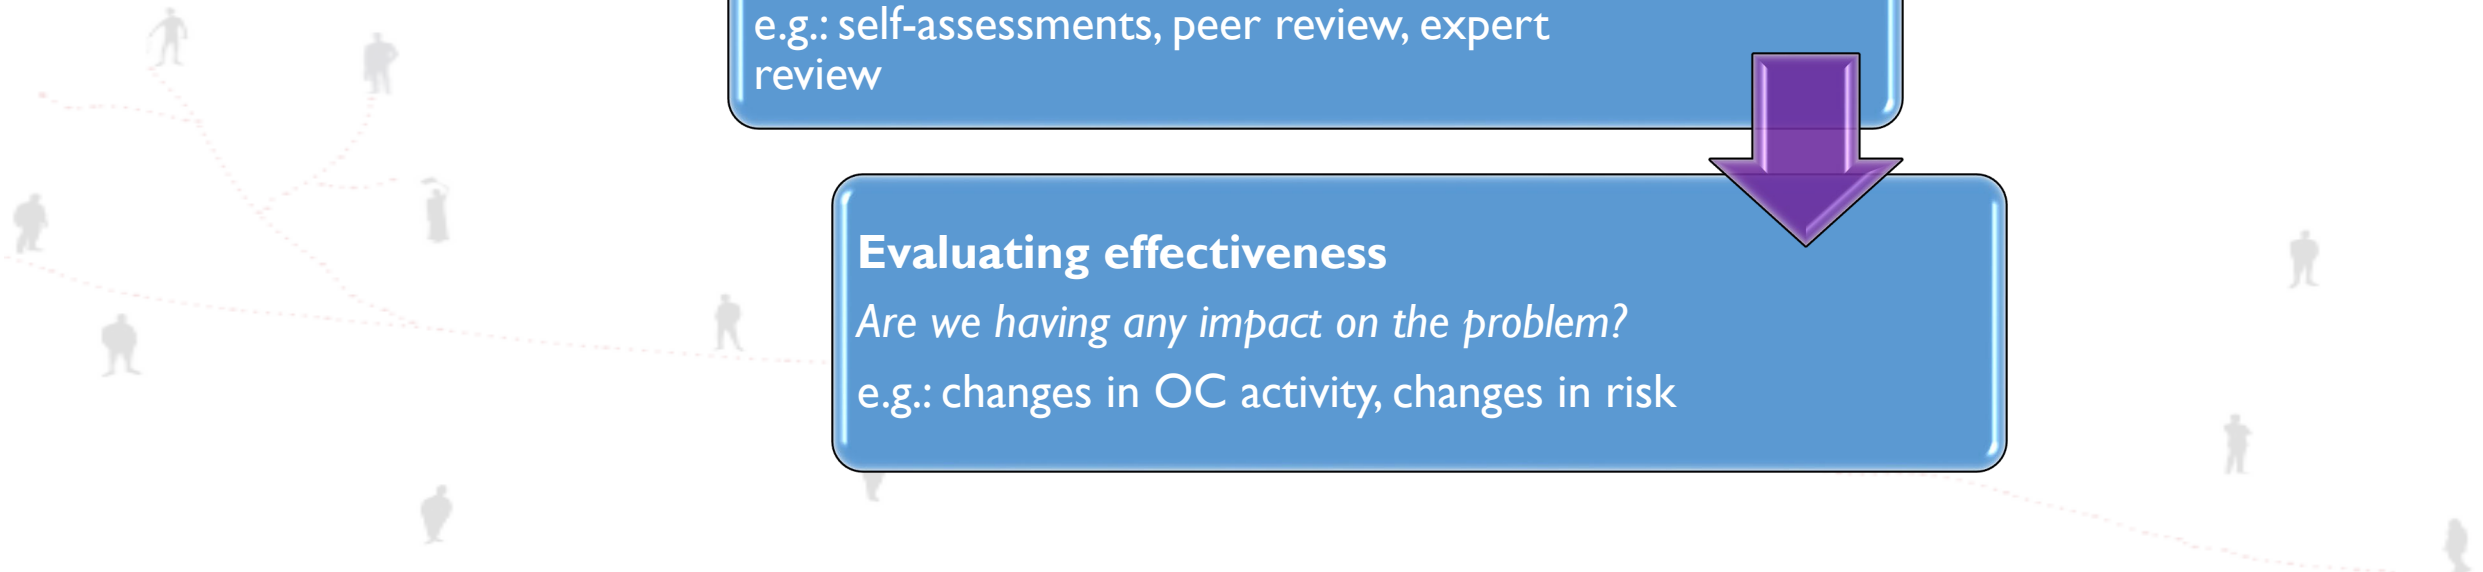 e.g.: self-assessments, peer review, expert
review
Evaluating effectiveness
Are we having any impact on the problem?
e.g.: changes in OC activity, changes in risk